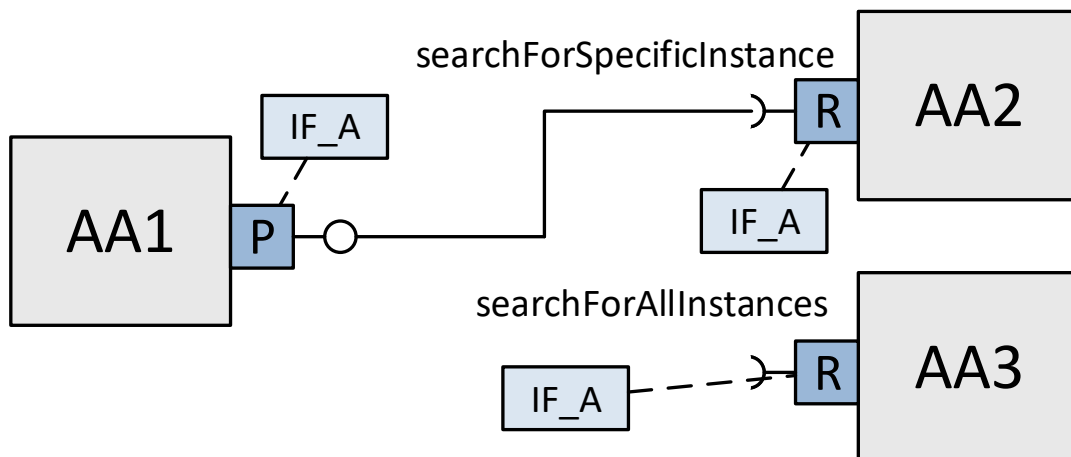 searchForSpecificInstance
AA2
R
IF_A
IF_A
AA1
P
searchForAllInstances
AA3
R
IF_A